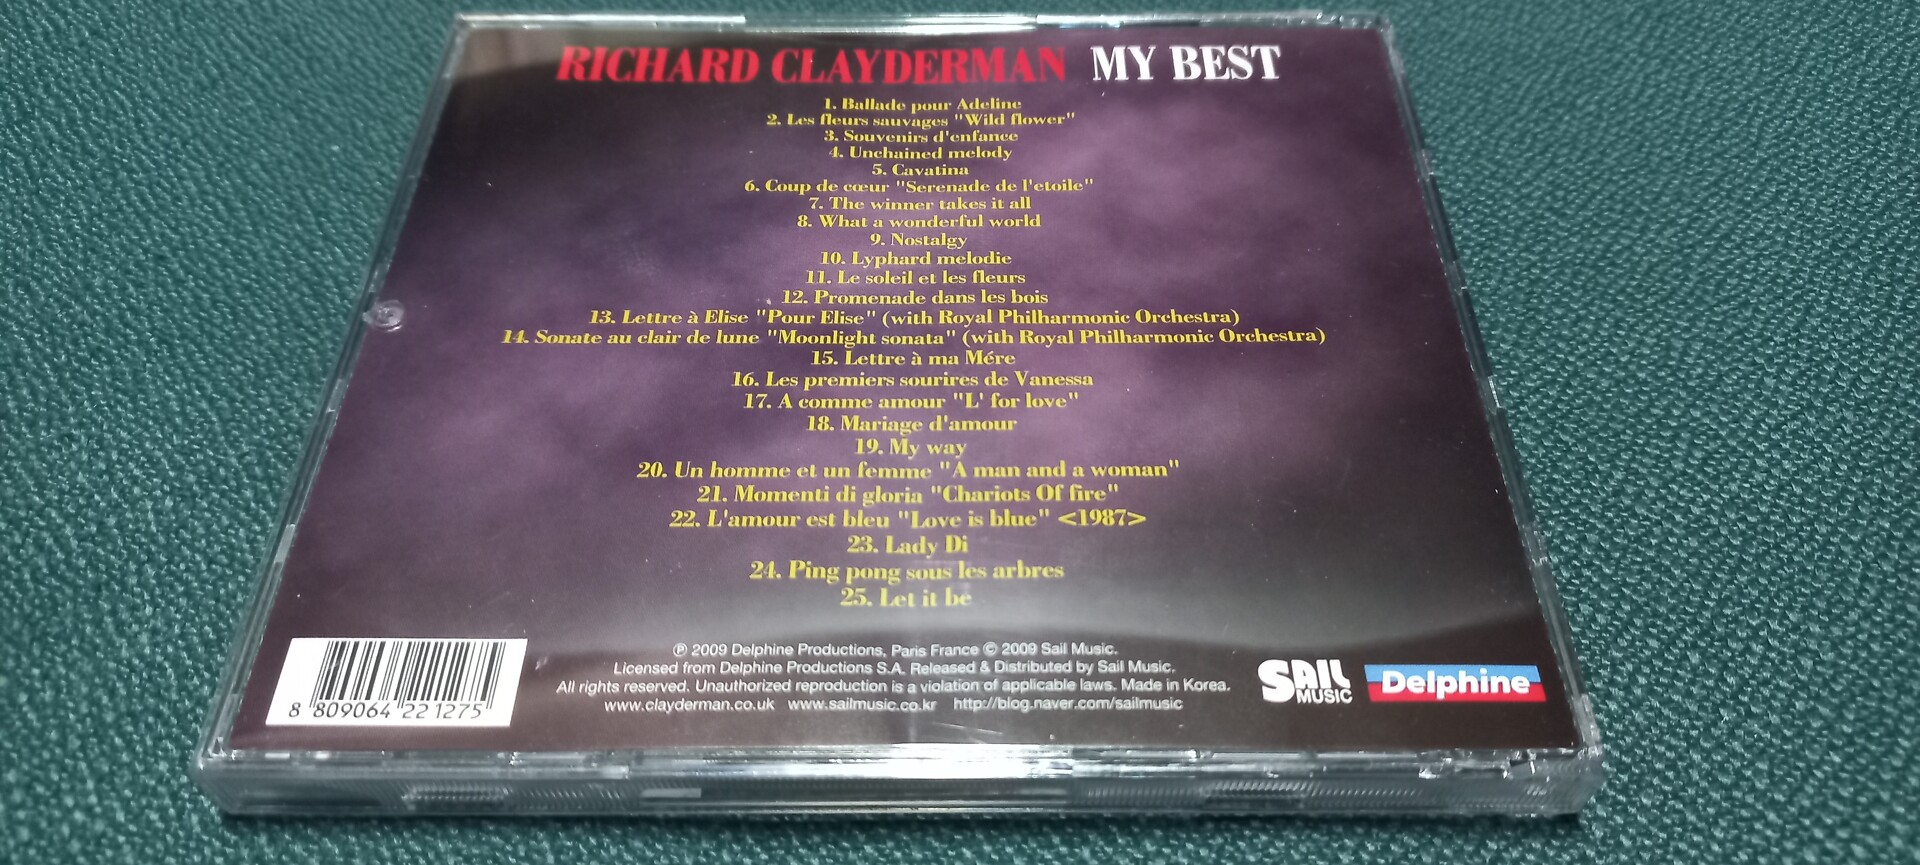 RICHARD CLAYDERMAN MY BEST
1. Ballade pour Adeline
2. Les fleurs sauvages "Wild flower"
3. Souvenirs d'enfance
4. Unchained melody
5. Cavatina
6. Coup de cœur "Serenade de l'etoile"
7. The winner takes it all
8. What a wonderful world
9. Nostalgy
10. Lyphard melodie
11. Le soleil et les fleurs
12. Promenade dans les bois
13. Lettre à Elise "Pour Elise" (with Royal Philharmonic Orchestra)
14. Sonate au clair de lune "Moonlight sonata" (with Royal Philharmonic Orchestra)
15. Lettre à ma Mére
16. Les premiers sourires de Vanessa
17. A comme amour "L' for love"
18. Mariage d'amour
19. My way
20. Un homme et un femme "A man and a woman"
21. Momenti di gloria "Chariots Of fire"
22. L'amour est bleu "Love is blue" <1987>
23. Lady Di
24. Ping pong sous les arbres
25. Let it be
℗ 2009 Delphine Productions, Paris France © 2009 Sail Music.
Licensed from Delphine Productions S.A. Released & Distributed by Sail Music.
All rights reserved. Unauthorized reproduction is a violation of applicable laws. Made in Korea.
www.clayderman.co.uk www.sailmusic.co.kr http://blog.naver.com/sailmusic
8 809064 221275
SAIL
MUSIC
Delphine